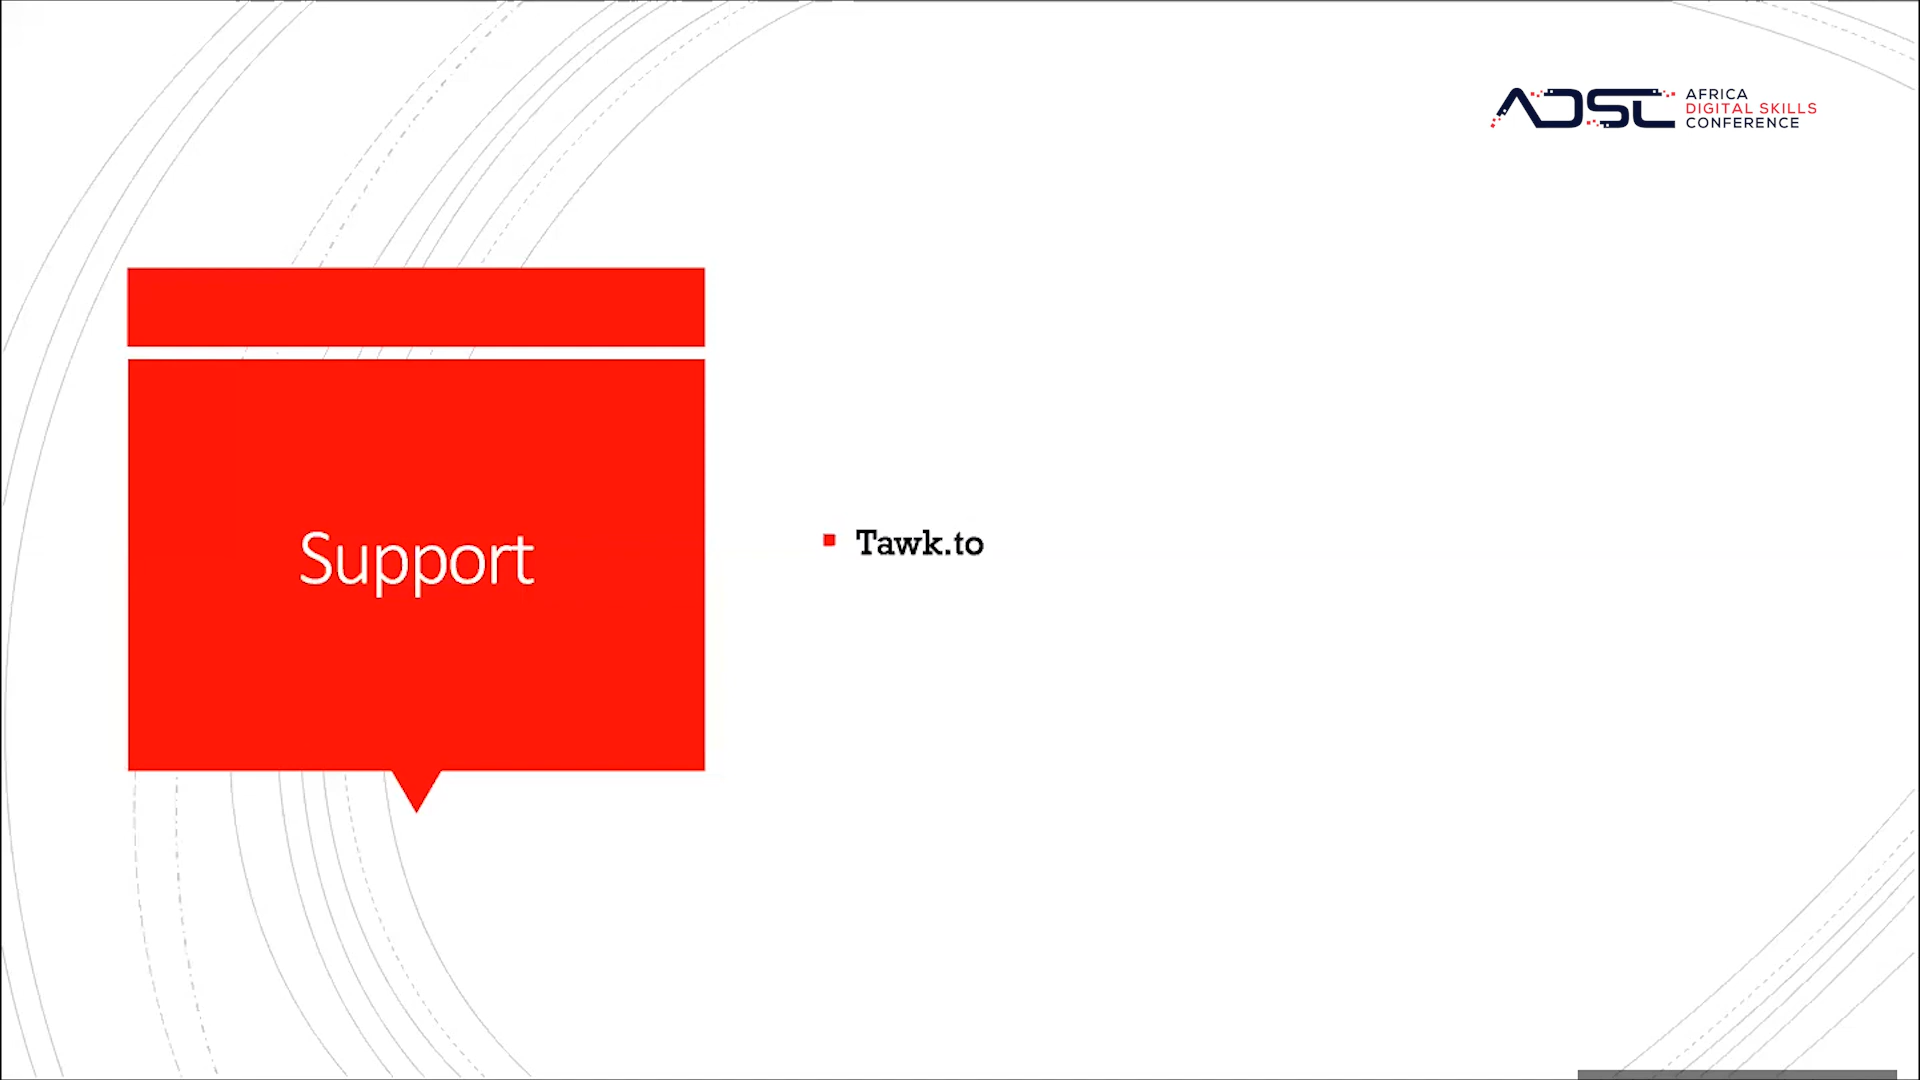 ADSC
AFRICA
DIGITAL SKILLS
CONFERENCE
Support
Tawk.to